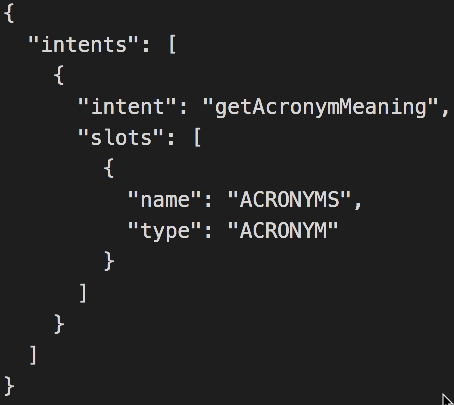 {
  "intents": [
    {
      "intent": "getAcronymMeaning",
      "slots": [
        {
          "name": "ACRONYMS",
          "type": "ACRONYM"
        }
      ]
    }
  ]
}